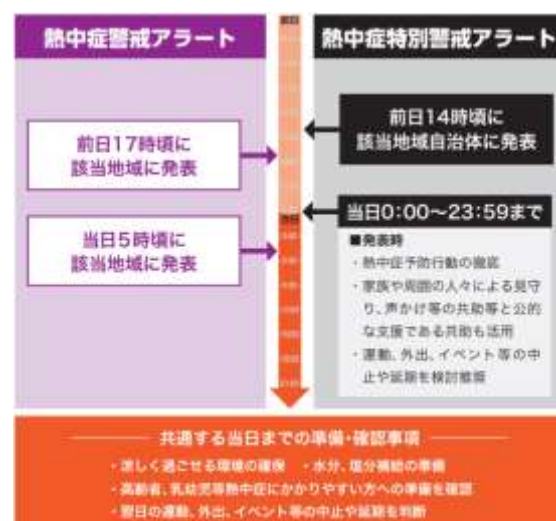 熱中症警戒アラート
前日17時頃に
該当地域に発表
当日5時頃に
該当地域に発表
前日
当日
熱中症特別警戒アラート
前日14時頃に
該当地域自治体に発表
当日0:00〜23:59まで
■発表時
・熱中症予防行動の徹底
・家族や周囲の人々による見守
り、声かけ等の共助等と公的
な支援である共助も活用
・運動、外出、イベント等の中
止や延期を検討推奨
共通する当日までの準備・確認事項
・涼しく過ごせる環境の確保 ・水分、塩分補給の準備
・高齢者、乳幼児等熱中症にかかりやすい方への準備を確認
・翌日の運動、外出、イベント等の中止や延期を判断